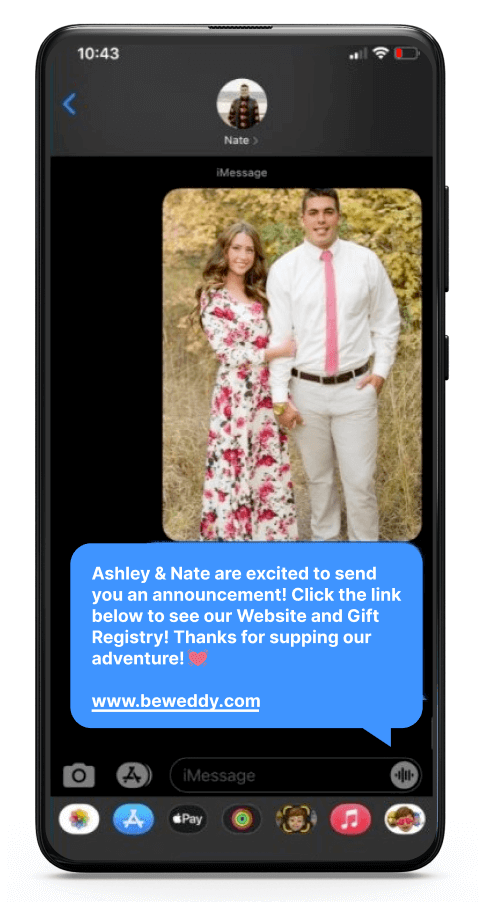 10:43
Nate
iMessage
Ashley & Nate are excited to send
you an announcement! Click the link
below to see our Website and Gift
Registry! Thanks for supping our
adventure!
www.beweddy.com
iMessage
Pay